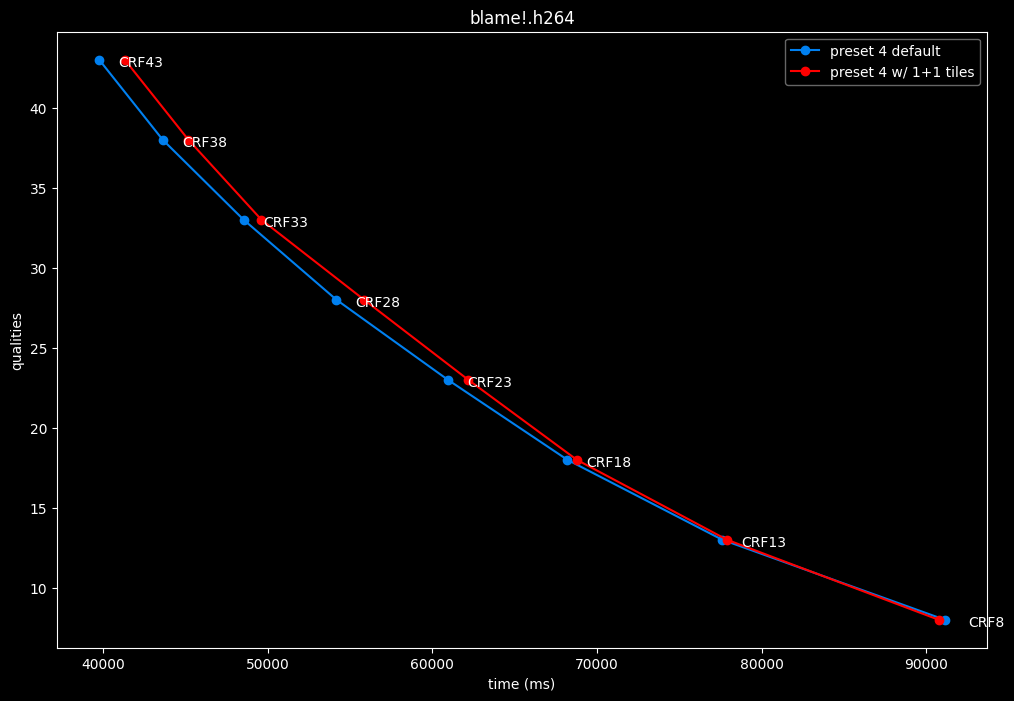 blame!.h264
preset 4 default
preset 4 w/ 1+1 tiles
CRF43
CRF38
CRF33
CRF28
CRF23
CRF18
CRF13
CRF8
qualities
40
35
30
25
20
15
10
40000 50000 60000 70000 80000 90000
time (ms)